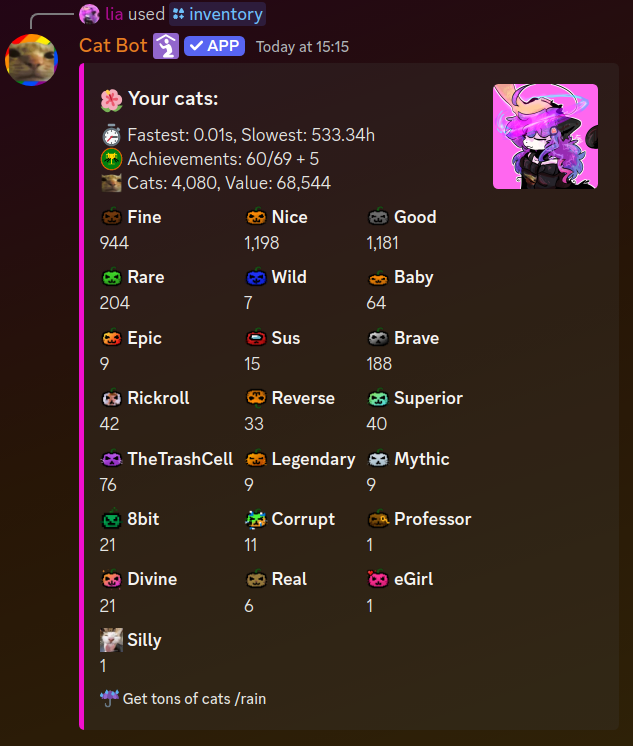 lia used inventory
Cat Bot APP Today at 15:15
Your cats:
Fastest: 0.01s, Slowest: 533.34h
Achievements: 60/69 + 5
Cats: 4,080, Value: 68,544
Fine Nice Good
944 1,198 1,181
Rare Wild Baby
204 7 64
Epic Sus Brave
9 15 188
Rickroll Reverse Superior
42 33 40
TheTrashCell Legendary Mythic
76 9 9
8bit Corrupt Professor
21 11 1
Divine Real eGirl
21 6 1
Silly
1
Get tons of cats /rain